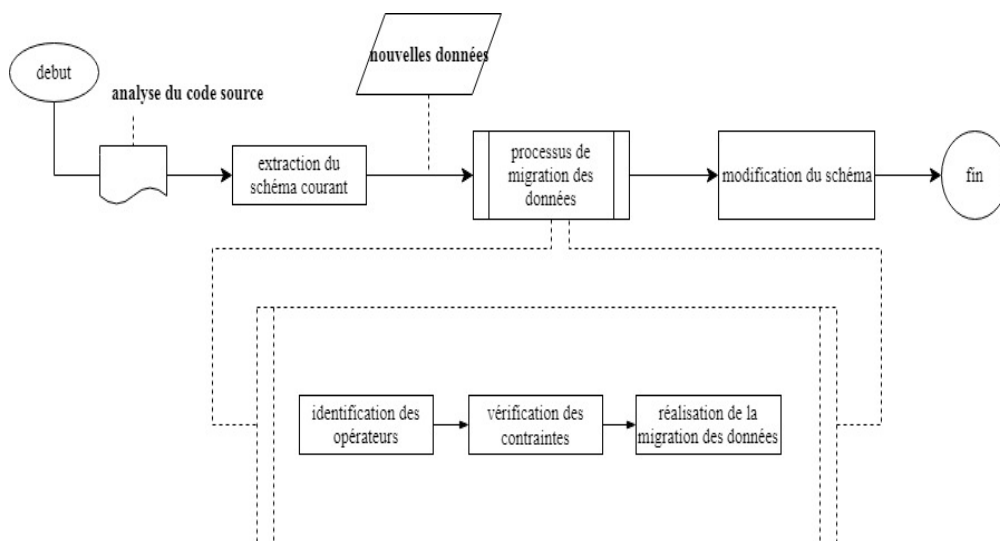 debut
analyse du code source
nouvelles données
extraction du
schéma courant
processus de
migration des
données
modification du schéma
fin
identification des
opérateurs
vérification des
contraintes
réalisation de la
migration des données